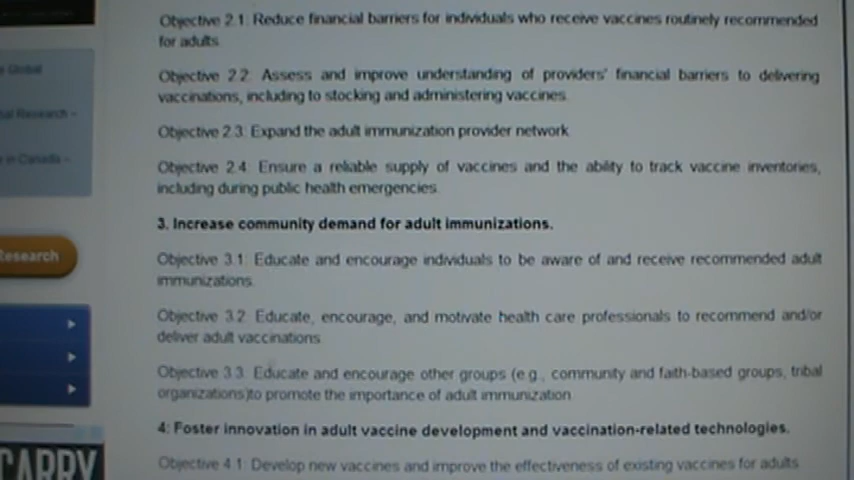 Objective 2.1: Reduce financial barriers for individuals who receive vaccines routinely recommended
for adults.
Objective 2.2: Assess and improve understanding of providers' financial barriers to delivering
vaccinations, including to stocking and administering vaccines.
Objective 2.3: Expand the adult immunization provider network.
Objective 2.4: Ensure a reliable supply of vaccines and the ability to track vaccine inventories,
including during public health emergencies.
3. Increase community demand for adult immunizations.
Objective 3.1: Educate and encourage individuals to be aware of and receive recommended adult
immunizations.
Objective 3.2: Educate, encourage, and motivate health care professionals to recommend and/or
deliver adult vaccinations.
Objective 3.3: Educate and encourage other groups (e.g., community and faith-based groups, tribal
organizations)to promote the importance of adult immunization.
4: Foster innovation in adult vaccine development and vaccination-related technologies.
Objective 4.1: Develop new vaccines and improve the effectiveness of existing vaccines for adults.
Global
Research –
in Canada –
Research
CARRY